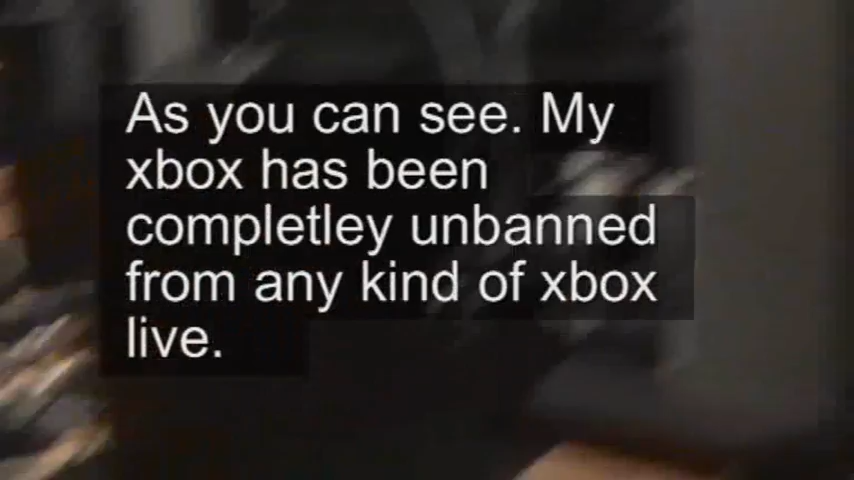 As you can see. My
xbox has been
completley unbanned
from any kind of xbox
live.